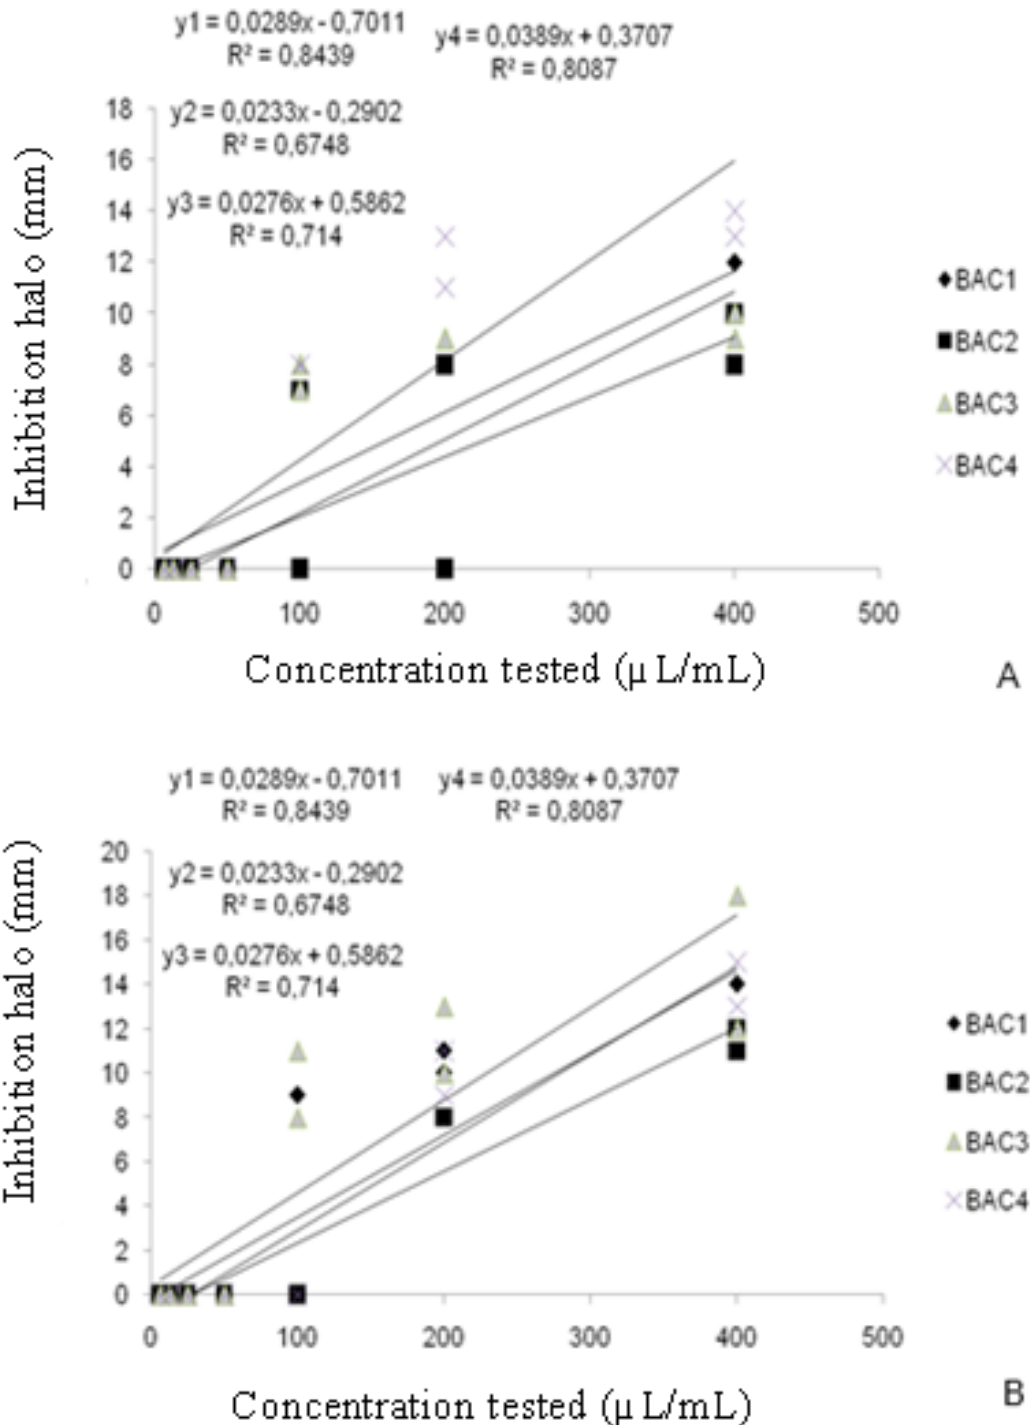 y1 = 0,0289x - 0,7011
R² = 0,8439
y4 = 0,0389x + 0,3707
R² = 0,8087
y2 = 0,0233x - 0,2902
R² = 0,6748
y3 = 0,0276x + 0,5862
R² = 0,714
Inhibition halo (mm)
18
16
14
12
10
8
6
4
2
0
0 100 200 300 400 500
Concentration tested (μ L/mL)
BAC1
BAC2
BAC3
BAC4
A
y1 = 0,0289x - 0,7011
R² = 0,8439
y4 = 0,0389x + 0,3707
R² = 0,8087
y2 = 0,0233x - 0,2902
R² = 0,6748
y3 = 0,0276x + 0,5862
R² = 0,714
Inhibition halo (mm)
20
18
16
14
12
10
8
6
4
2
0
0 100 200 300 400 500
Concentration tested (μ L/mL)
BAC1
BAC2
BAC3
BAC4
B